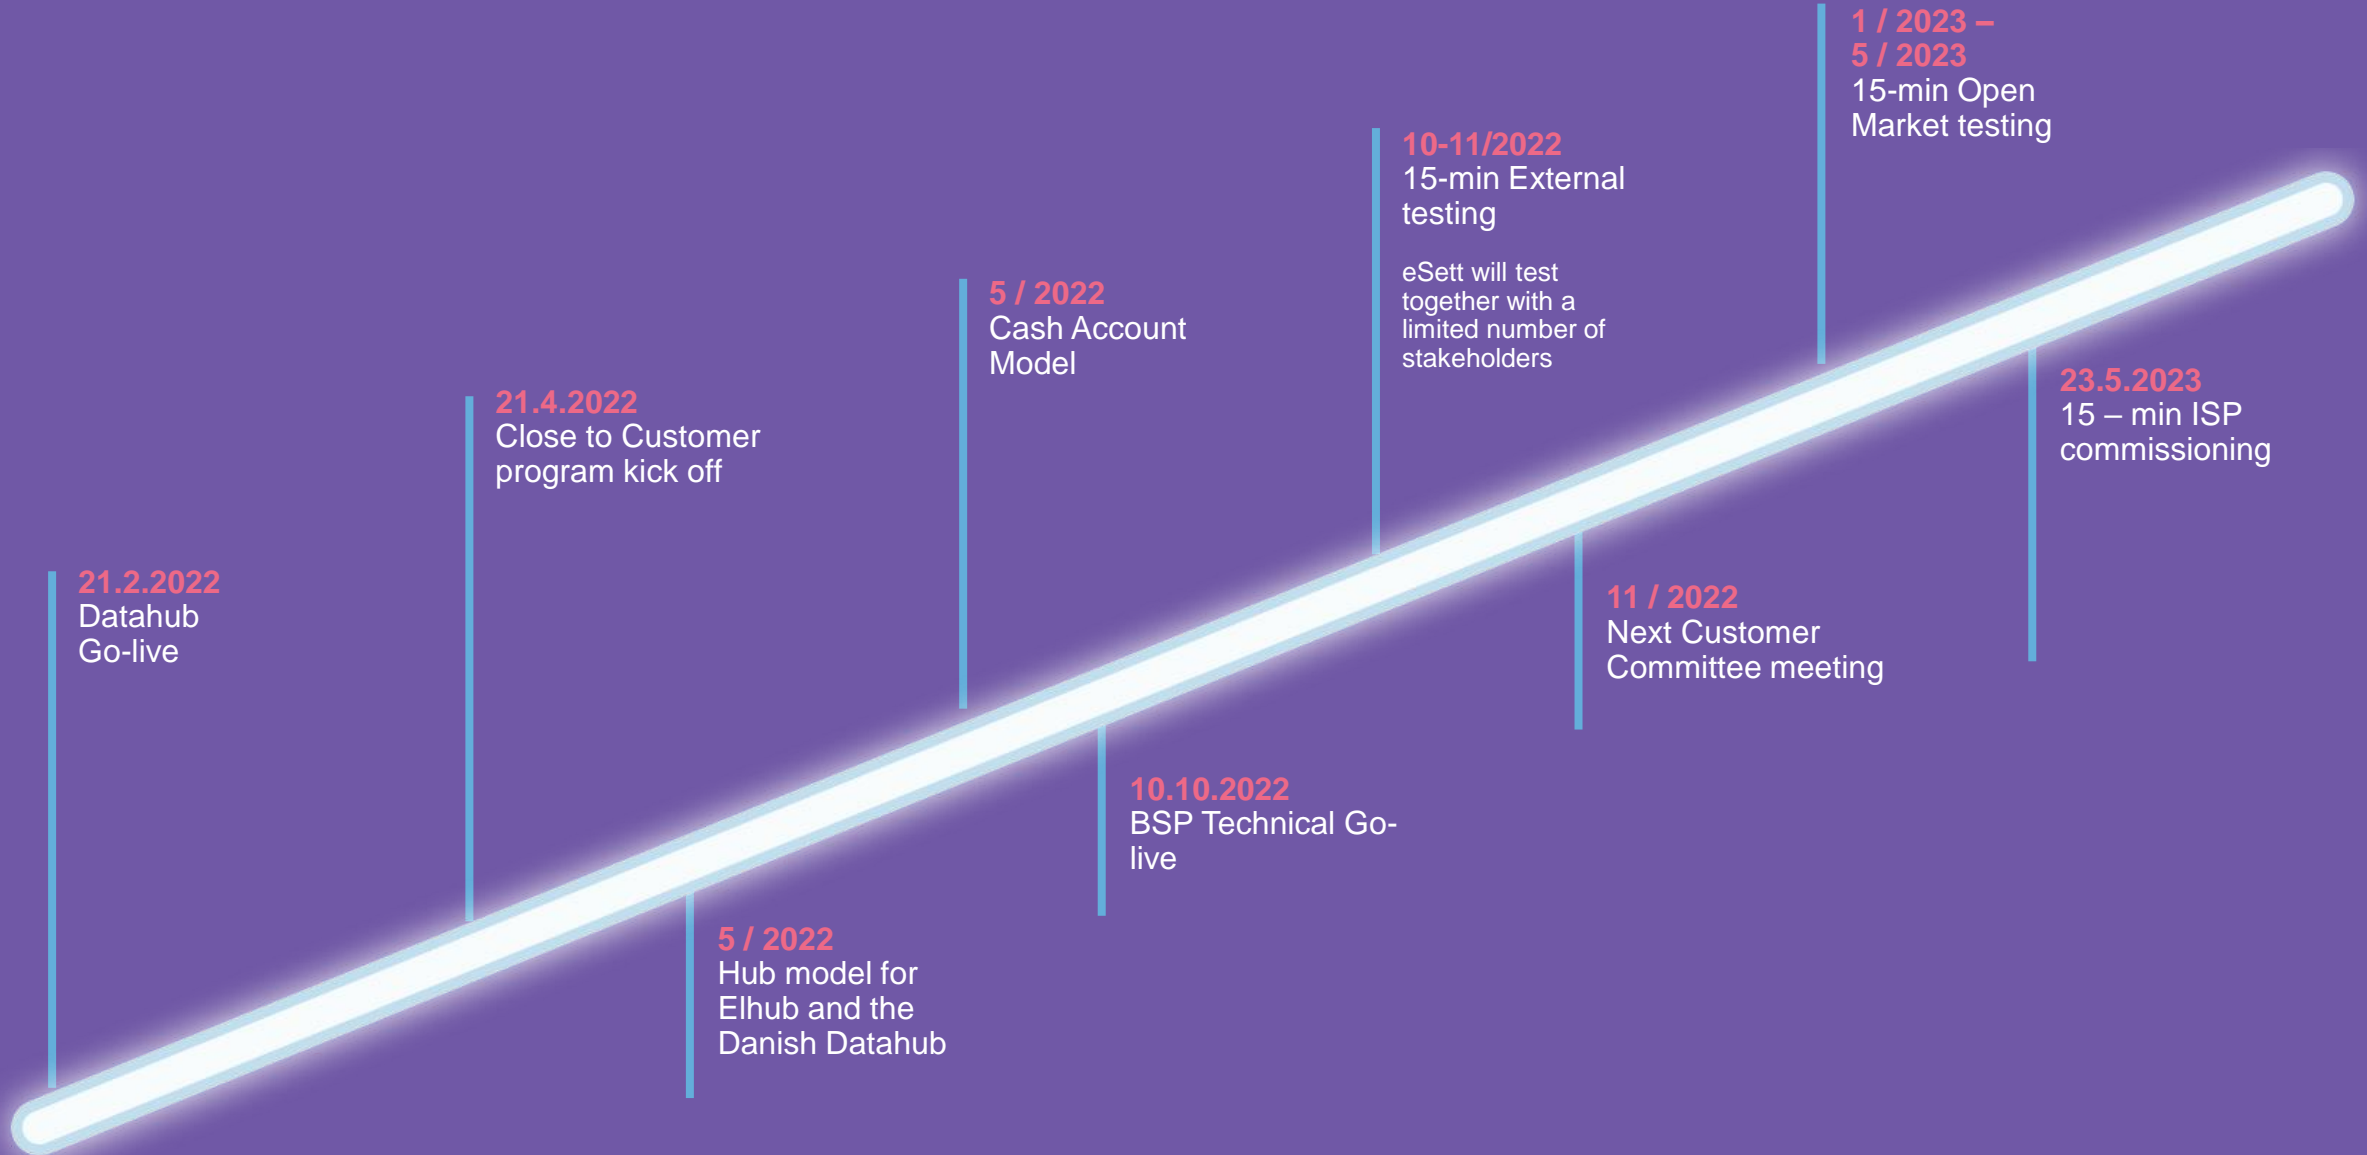 21.2.2022
Datahub
Go-live
21.4.2022
Close to Customer
program kick off
5 / 2022
Hub model for
Elhub and the
Danish Datahub
5 / 2022
Cash Account
Model
10.10.2022
BSP Technical Go-
live
10-11/2022
15-min External
testing
eSett will test
together with a
limited number of
stakeholders
11 / 2022
Next Customer
Committee meeting
1 / 2023 –
5 / 2023
15-min Open
Market testing
23.5.2023
15 – min ISP
commissioning